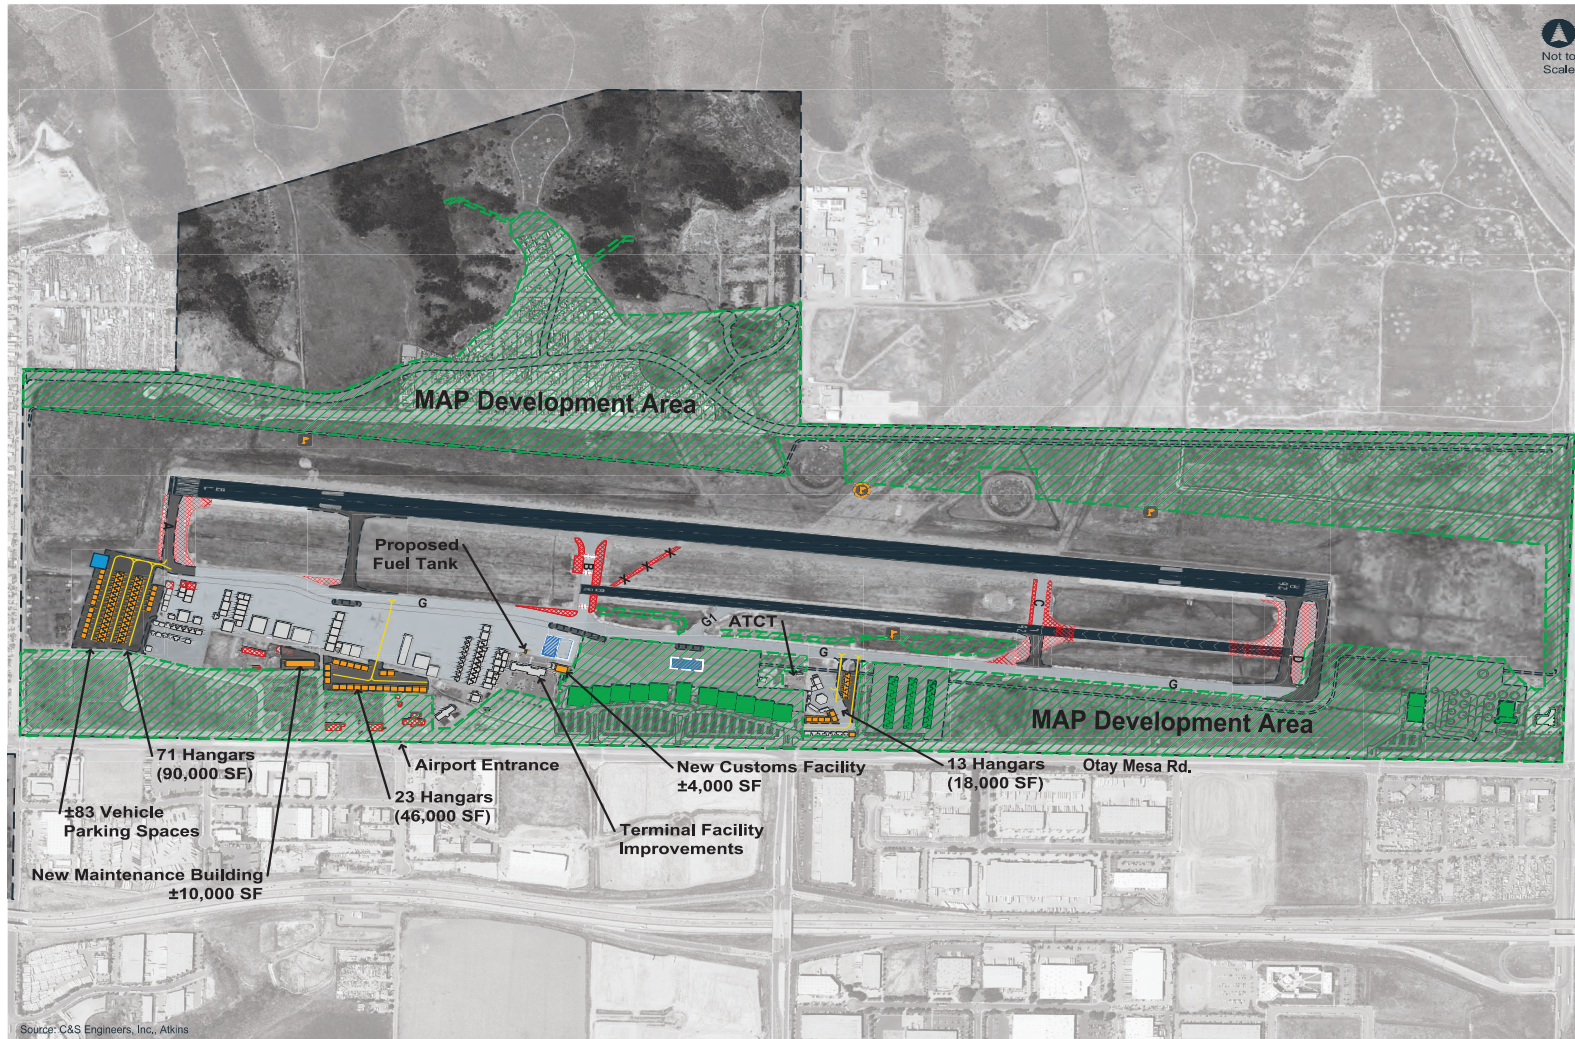 Not to
Scale
MAP Development Area
A
Proposed
Fuel Tank
B
X
X
X
G
G1
ATCT
C
G
D
G
MAP Development Area
71 Hangars
(90,000 SF)
Airport Entrance
New Customs Facility
±4,000 SF
13 Hangars
(18,000 SF)
Otay Mesa Rd.
±83 Vehicle
Parking Spaces
23 Hangars
(46,000 SF)
Terminal Facility
Improvements
New Maintenance Building
±10,000 SF
Source: C&S Engineers, Inc., Atkins